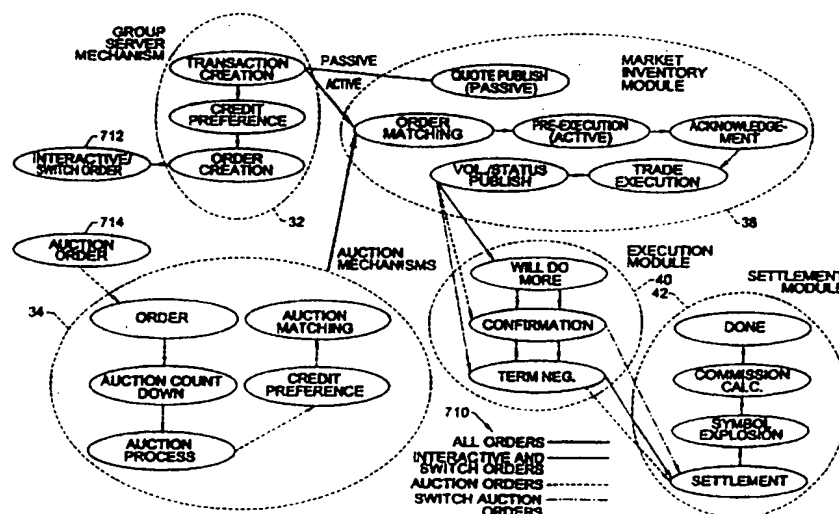 GROUP
SERVER
MECHANISM
TRANSACTION
CREATION
CREDIT
PREFERENCE
ORDER
CREATION
712
INTERACTIVE/
SWITCH ORDER
32
PASSIVE
ACTIVE
QUOTE PUBLISH
(PASSIVE)
MARKET
INVENTORY
MODULE
ORDER
MATCHING
PRE-EXECUTION
(ACTIVE)
ACKNOWLEDGE-
MENT
VOL./STATUS
PUBLISH
TRADE
EXECUTION
38
714
AUCTION
ORDER
AUCTION
MECHANISMS
34
ORDER
AUCTION
MATCHING
AUCTION COUNT
DOWN
CREDIT
PREFERENCE
AUCTION
PROCESS
EXECUTION
MODULE
40
WILL DO
MORE
CONFIRMATION
TERM NEG.
SETTLEMENT
MODULE
42
DONE
COMMISSION
CALC.
SYMBOL
EXPLOSION
SETTLEMENT
710
ALL ORDERS
INTERACTIVE AND
SWITCH ORDERS
AUCTION ORDERS
SWITCH AUCTION
ORDERS